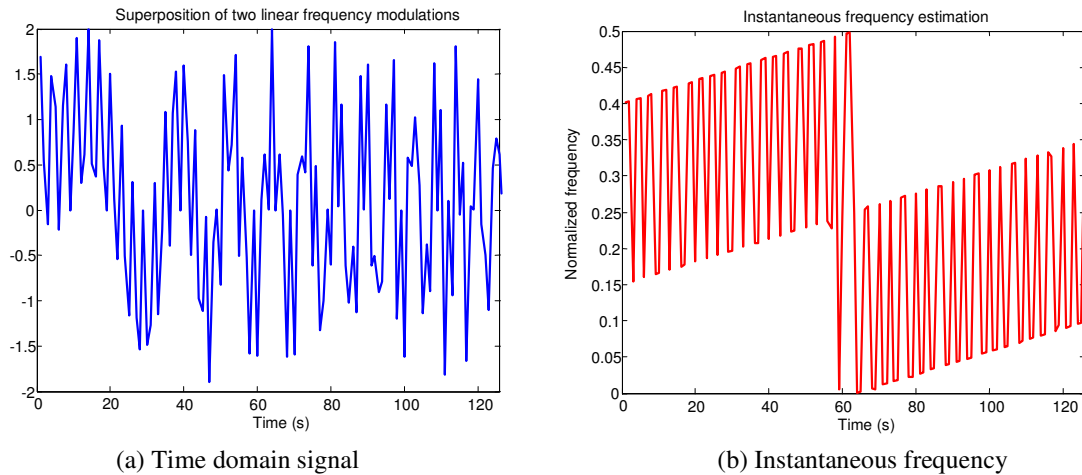 Superposition of two linear frequency modulations
2
1.5
1
0.5
0
-0.5
-1
-1.5
-2
0 20 40 60 80 100 120
Time (s)
(a) Time domain signal
Instantaneous frequency estimation
Normalized frequency
0.5
0.45
0.4
0.35
0.3
0.25
0.2
0.15
0.1
0.05
0
0 20 40 60 80 100 120
Time (s)
(b) Instantaneous frequency